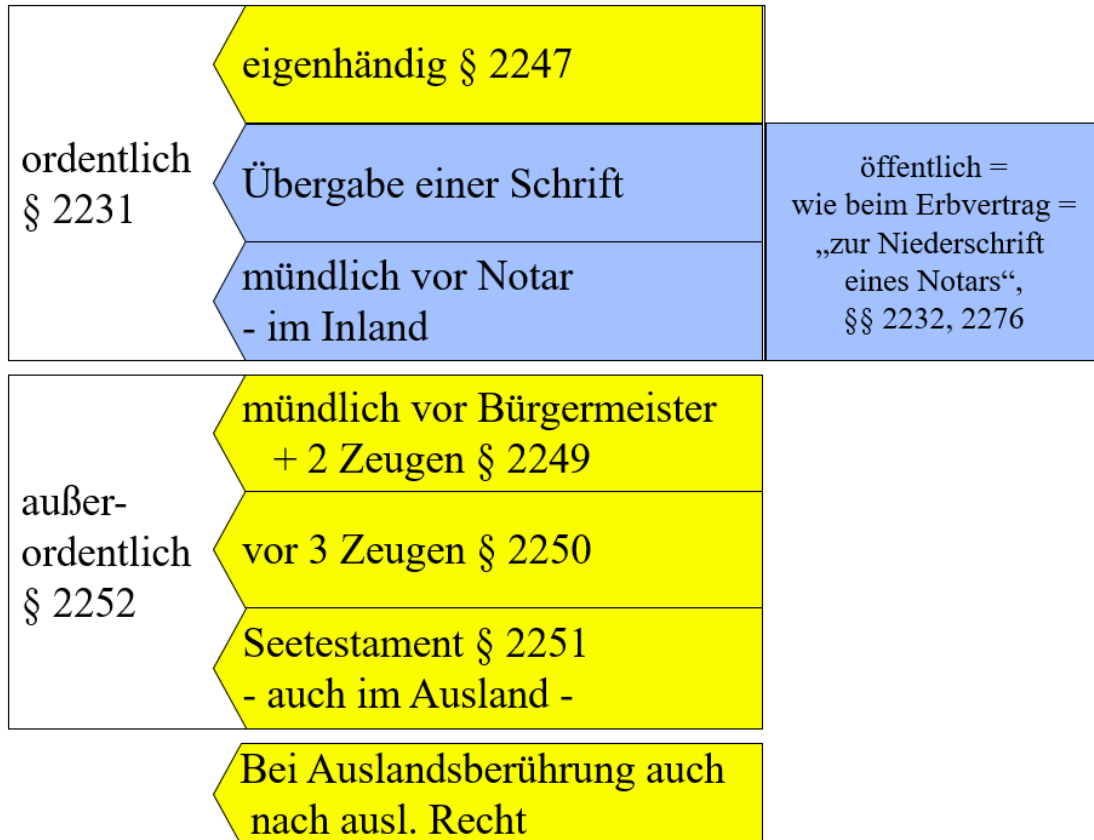 ordentlich
§ 2231
eigenhändig § 2247
Übergabe einer Schrift
mündlich vor Notar
- im Inland
öffentlich =
wie beim Erbvertrag =
„zur Niederschrift
eines Notars“,
§§ 2232, 2276
außer-
ordentlich
§ 2252
mündlich vor Bürgermeister
+ 2 Zeugen § 2249
vor 3 Zeugen § 2250
Seetestament § 2251
- auch im Ausland -
Bei Auslandsberührung auch
nach ausl. Recht